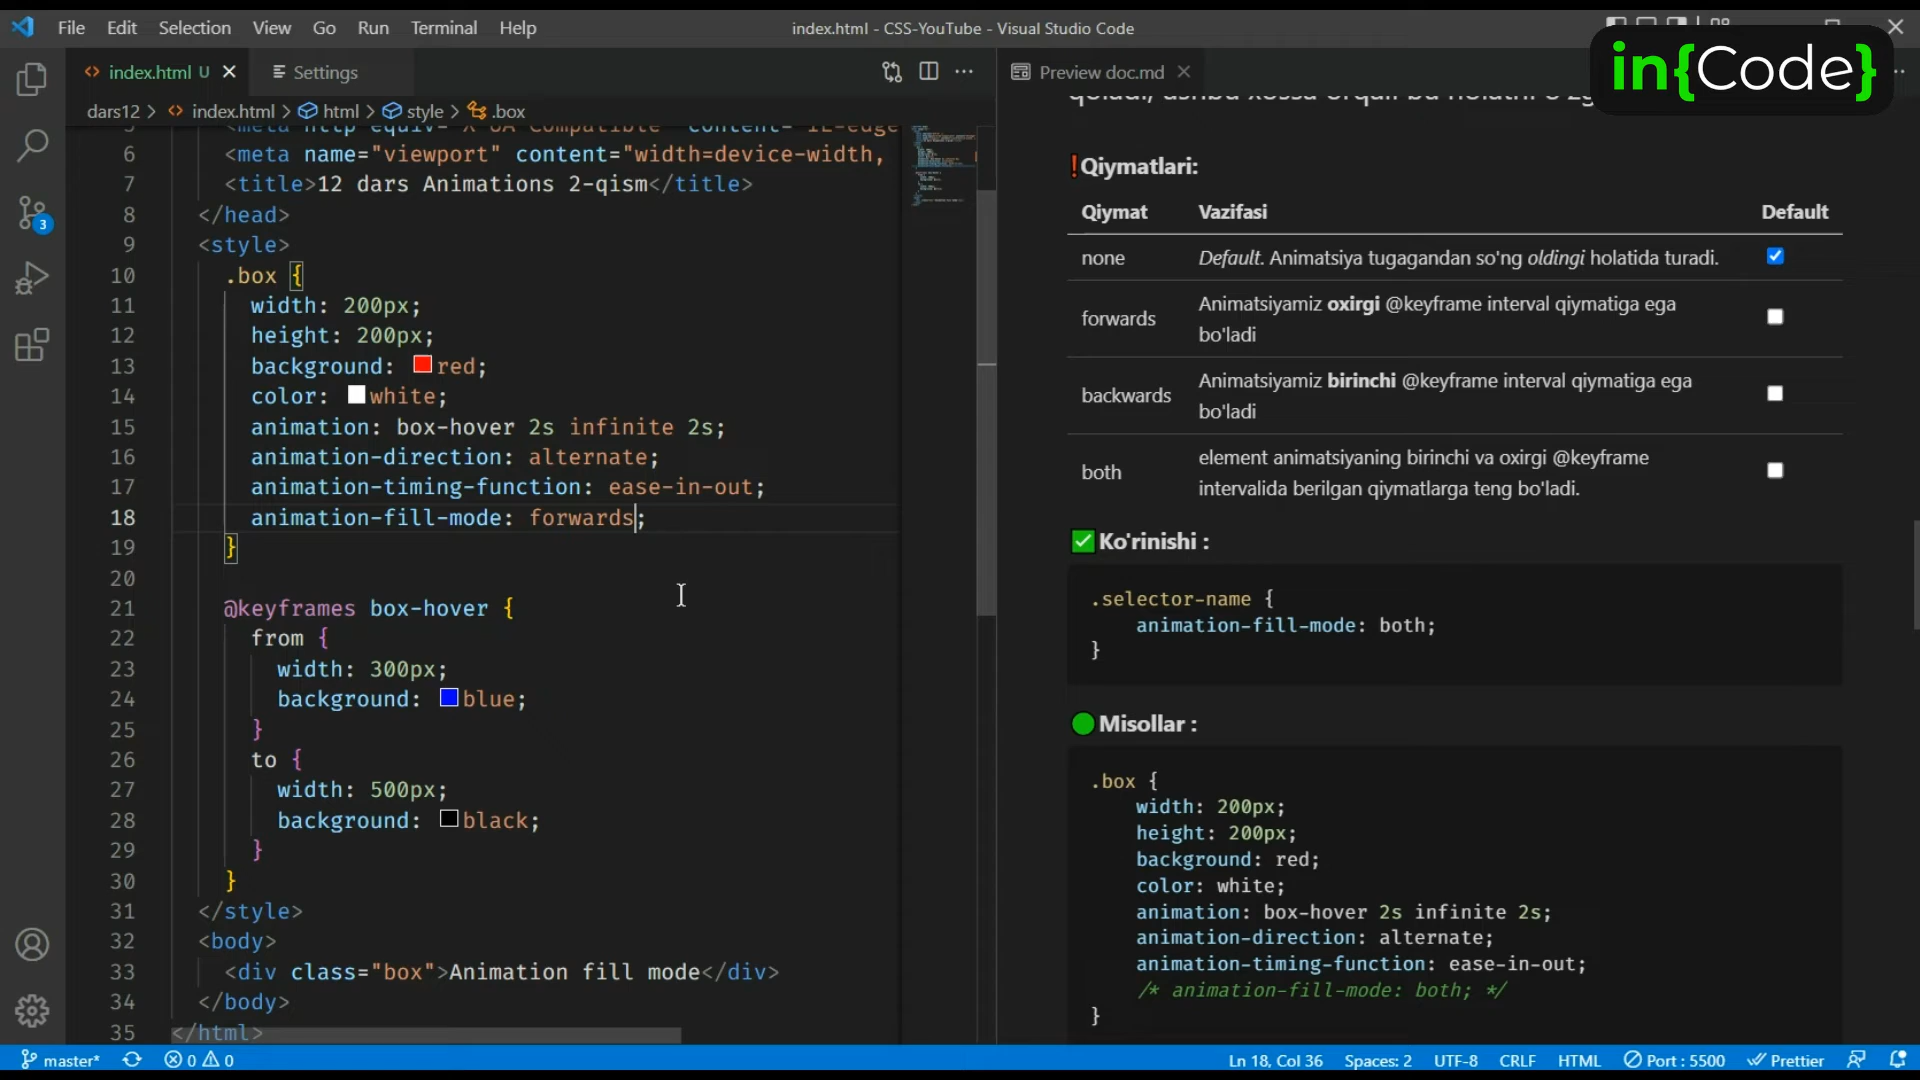 File Edit Selection View Go Run Terminal Help
index.html - CSS-YouTube - Visual Studio Code
in{Code}
index.html U
Settings
dars12 > index.html > html > style > .box
6 <meta name="viewport" content="width=device-width,
7 <title>12 dars Animations 2-qism</title>
8 </head>
9 <style>
10 .box {
11 width: 200px;
12 height: 200px;
13 background: red;
14 color: white;
15 animation: box-hover 2s infinite 2s;
16 animation-direction: alternate;
17 animation-timing-function: ease-in-out;
18 animation-fill-mode: forwards;
19 }
20
21 @keyframes box-hover {
22 from {
23 width: 300px;
24 background: blue;
25 }
26 to {
27 width: 500px;
28 background: black;
29 }
30 }
31 </style>
32 <body>
33 <div class="box">Animation fill mode</div>
34 </body>
35 </html>
Preview doc.md
❗Qiymatlari:
Qiymat Vazifasi Default
none Default. Animatsiya tugagandan so'ng oldingi holatida turadi.
forwards Animatsiyamiz oxirgi @keyframe interval qiymatiga ega
bo'ladi
backwards Animatsiyamiz birinchi @keyframe interval qiymatiga ega
bo'ladi
both element animatsiyaning birinchi va oxirgi @keyframe
intervalida berilgan qiymatlarga teng bo'ladi.
✅Ko'rinishi :
.selector-name {
animation-fill-mode: both;
}
🟢Misollar :
.box {
width: 200px;
height: 200px;
background: red;
color: white;
animation: box-hover 2s infinite 2s;
animation-direction: alternate;
animation-timing-function: ease-in-out;
/* animation-fill-mode: both; */
}
3
master* 0 0
Ln 18, Col 36 Spaces: 2 UTF-8 CRLF HTML Port : 5500 Prettier